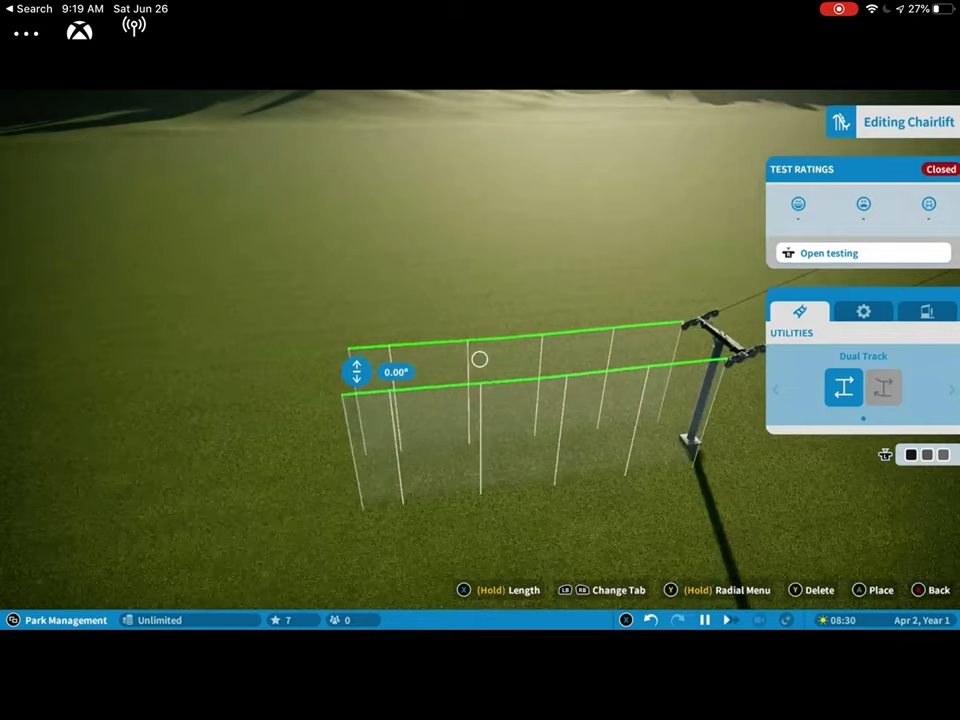 Search 9:19 AM Sat Jun 26 27%
Editing Chairlift
TEST RATINGS Closed
- - -
Open testing
UTILITIES
Dual Track
0.00°
X (Hold) Length LB RB Change Tab Y (Hold) Radial Menu Y Delete A Place B Back
Park Management Unlimited 7 0 X 08:30 Apr 2, Year 1